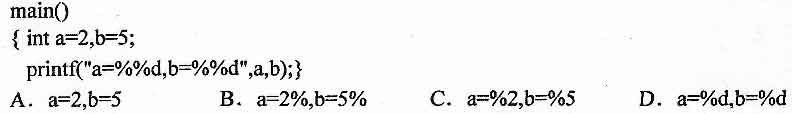 main()
{ int a=2,b=5;
printf("a=%%d,b=%%d",a,b);}
A. a=2,b=5 B. a=2%,b=5% C. a=%2,b=%5 D. a=%d,b=%d